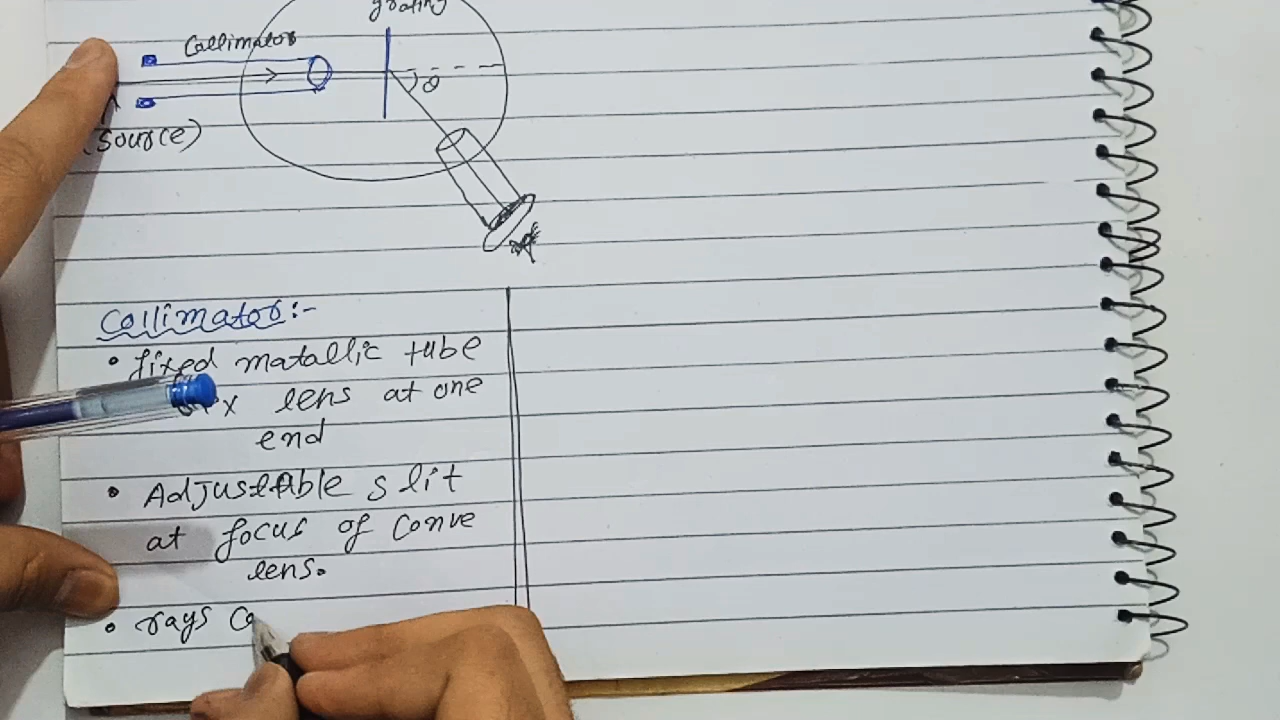 grating
Collimator
θ
(source)
Collimator:-
• fixed matallic tube
x lens at one
end
• Adjustable slit
at focus of Conve
lens.
• rays Co